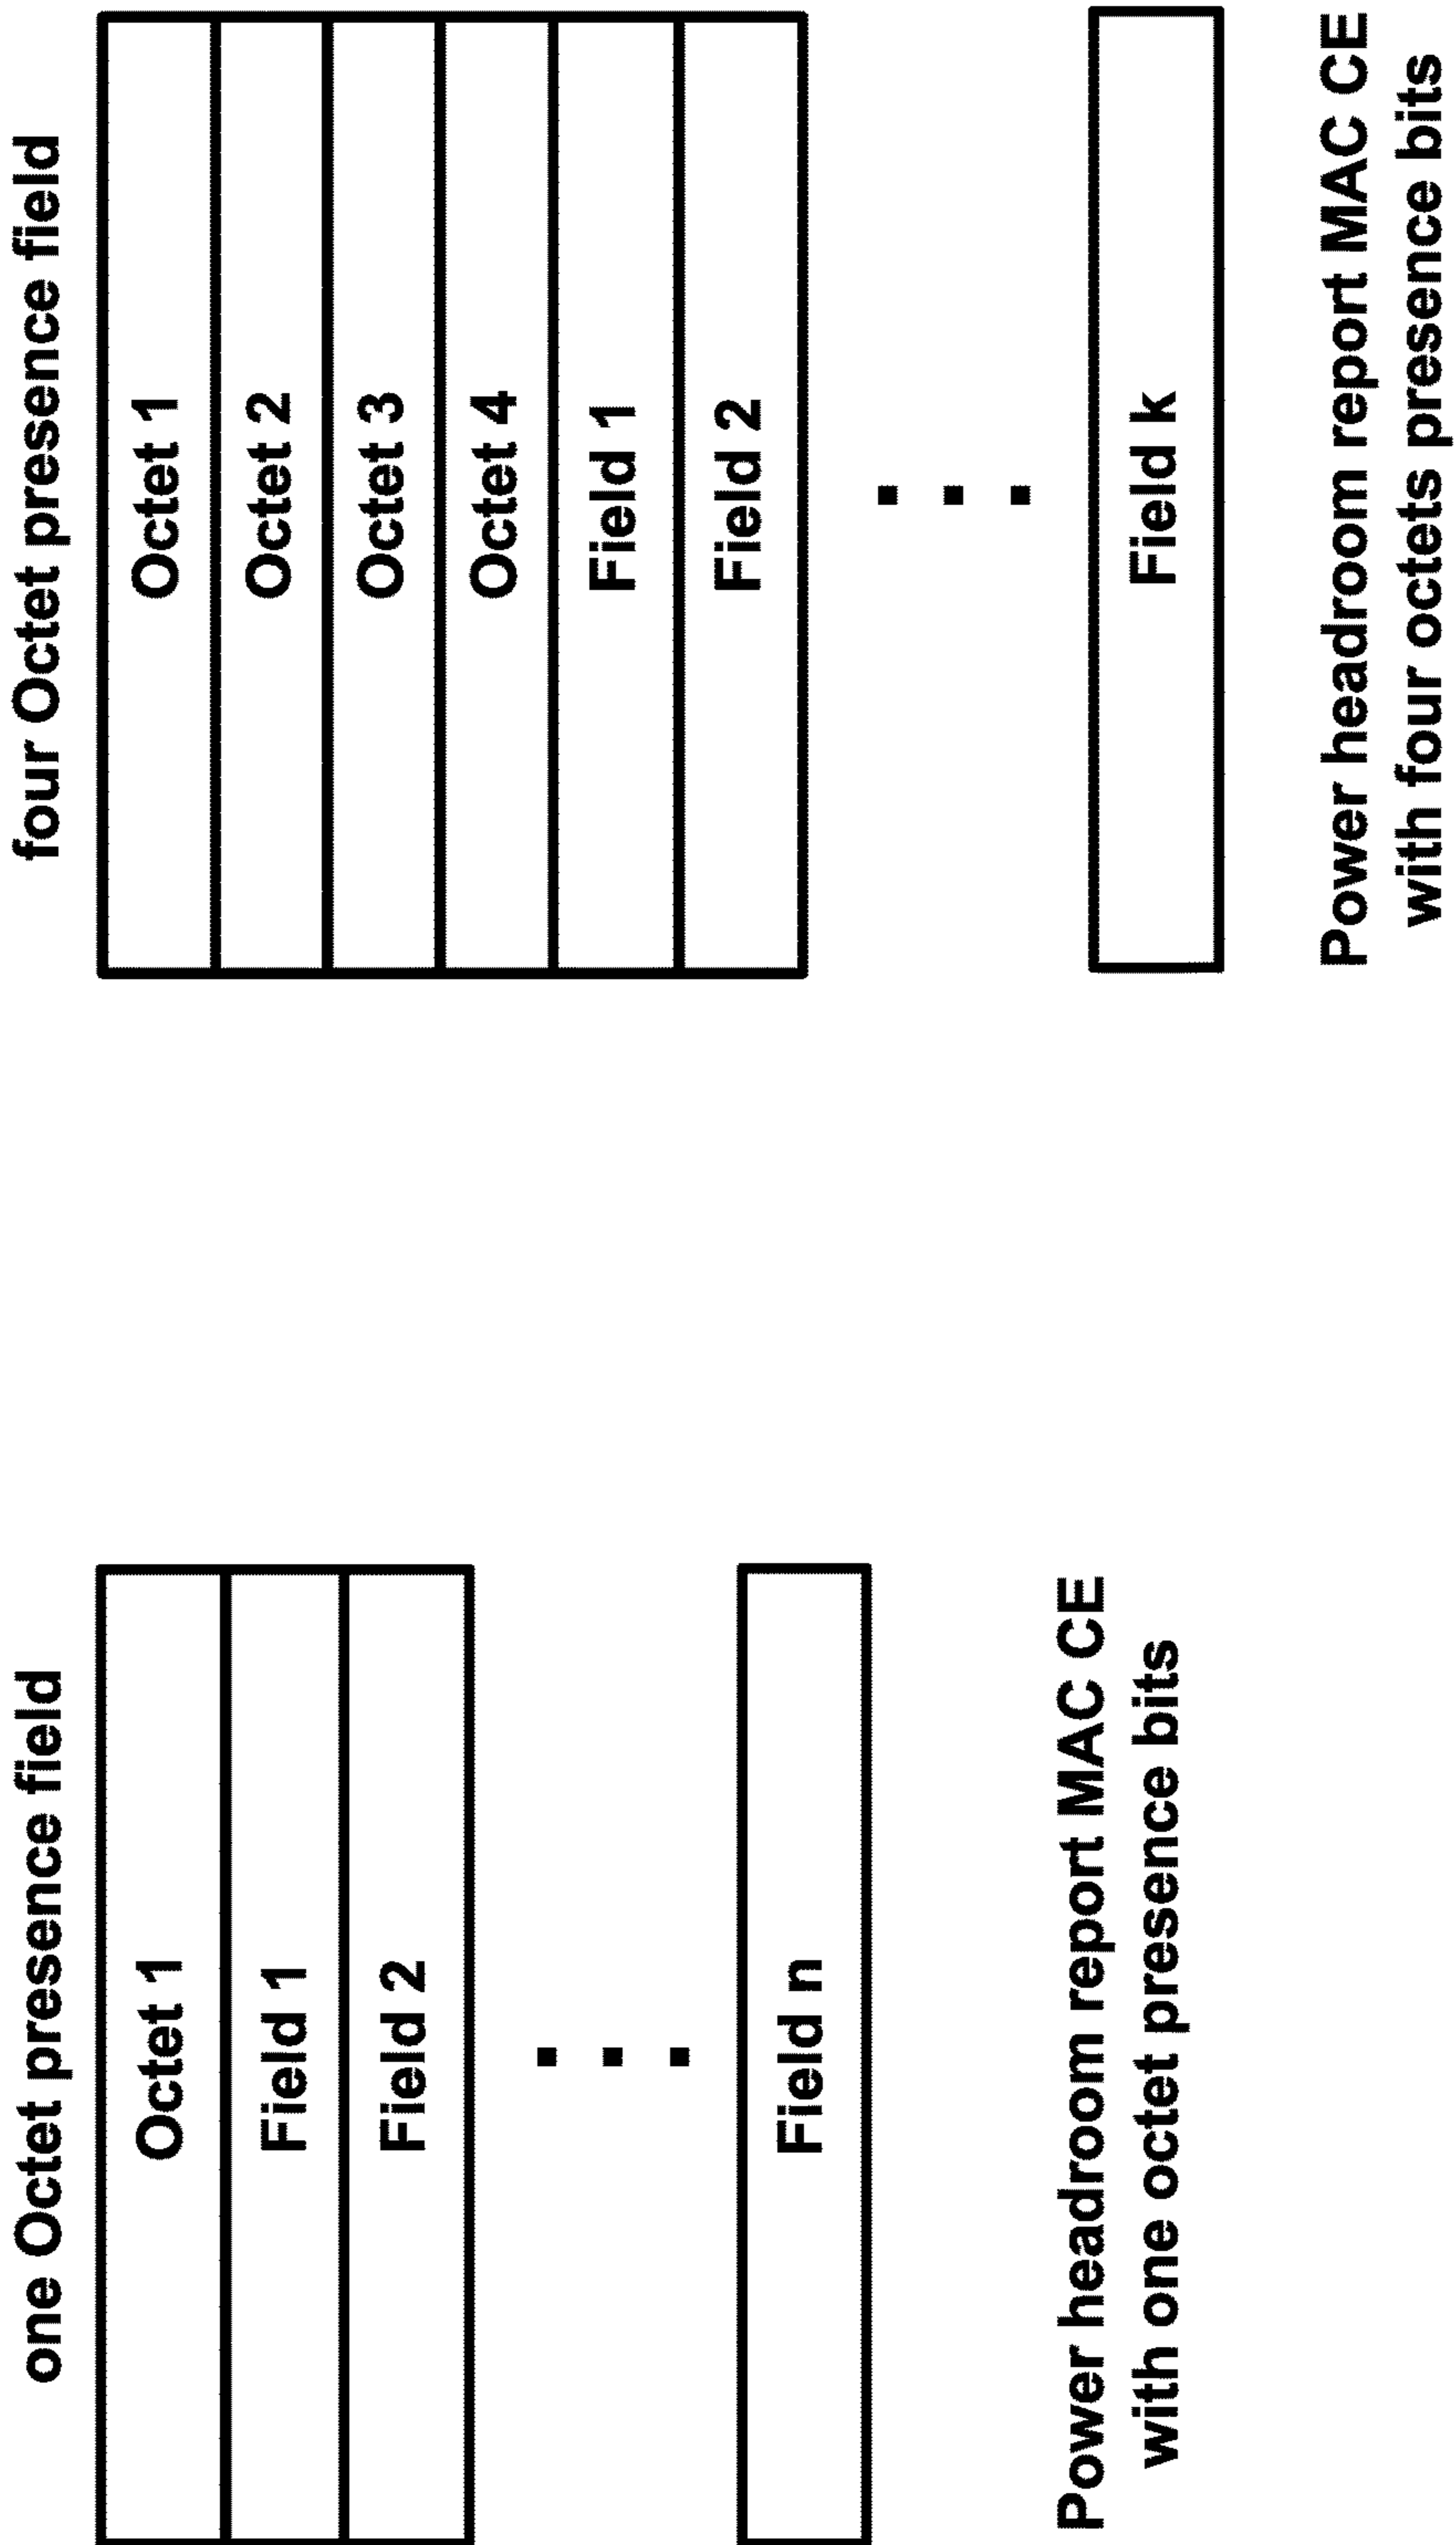 one Octet presence field
Octet 1
Field 1
Field 2
Field n
Power headroom report MAC CE
with one octet presence bits
four Octet presence field
Octet 1
Octet 2
Octet 3
Octet 4
Field 1
Field 2
Field k
Power headroom report MAC CE
with four octets presence bits